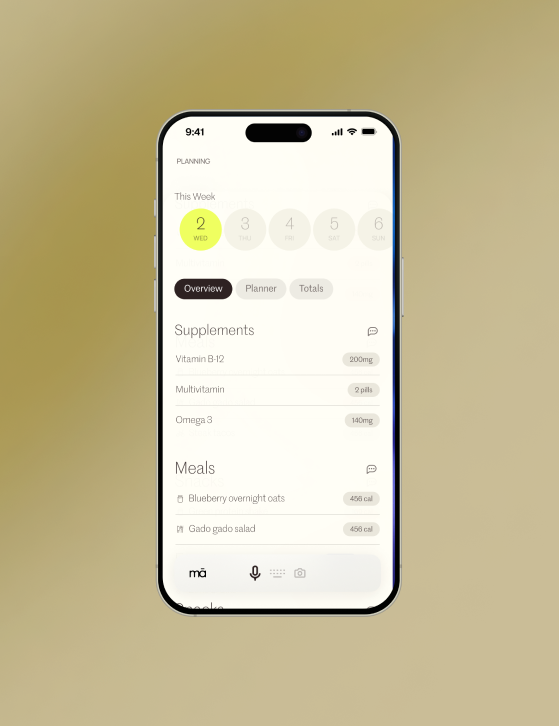 9:41
PLANNING
This Week
2 3 4 5 6
WED THU FRI SAT SUN
Overview Planner Totals
Supplements
Vitamin B-12 200mg
Multivitamin 2 pills
Omega 3 140mg
Meals
Blueberry overnight oats 456 cal
Gado gado salad 456 cal
mā